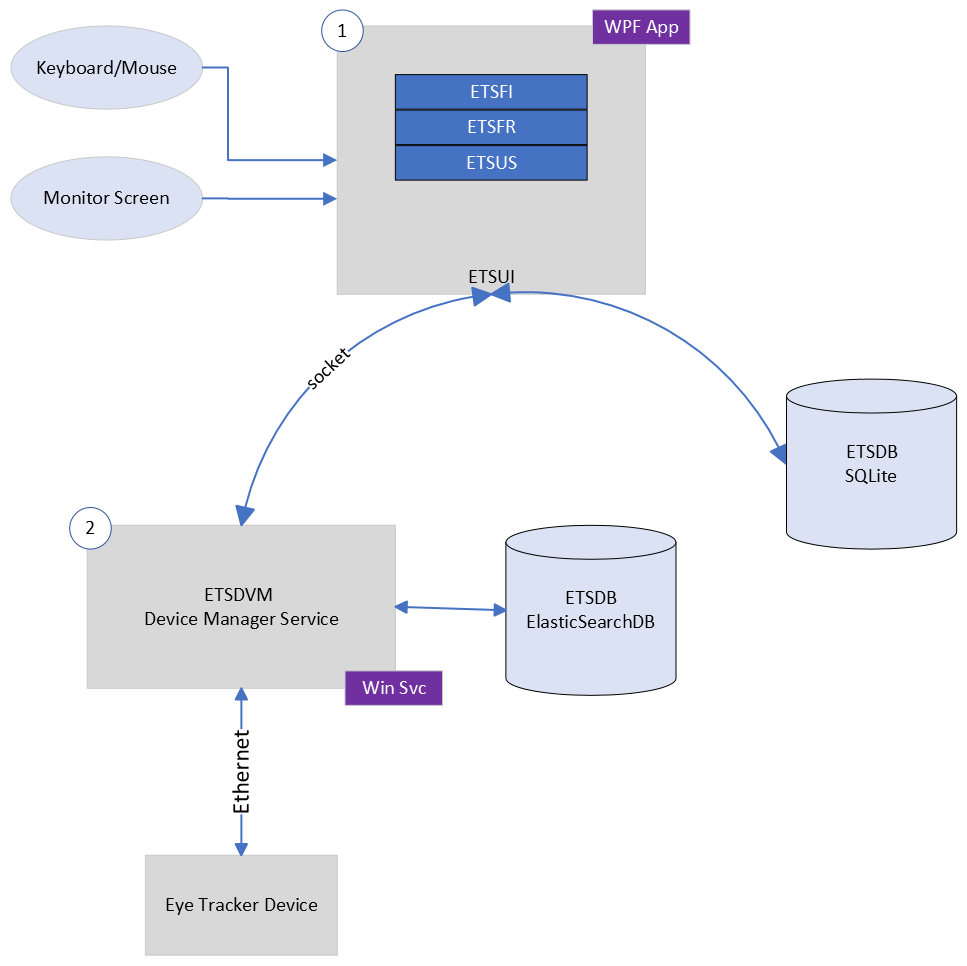 1
WPF App
Keyboard/Mouse
ETSFI
ETSFR
ETSUS
Monitor Screen
ETSUI
socket
ETSDB
SQLite
2
ETSDVM
Device Manager Service
ETSDB
ElasticSearchDB
Win Svc
Ethernet
Eye Tracker Device